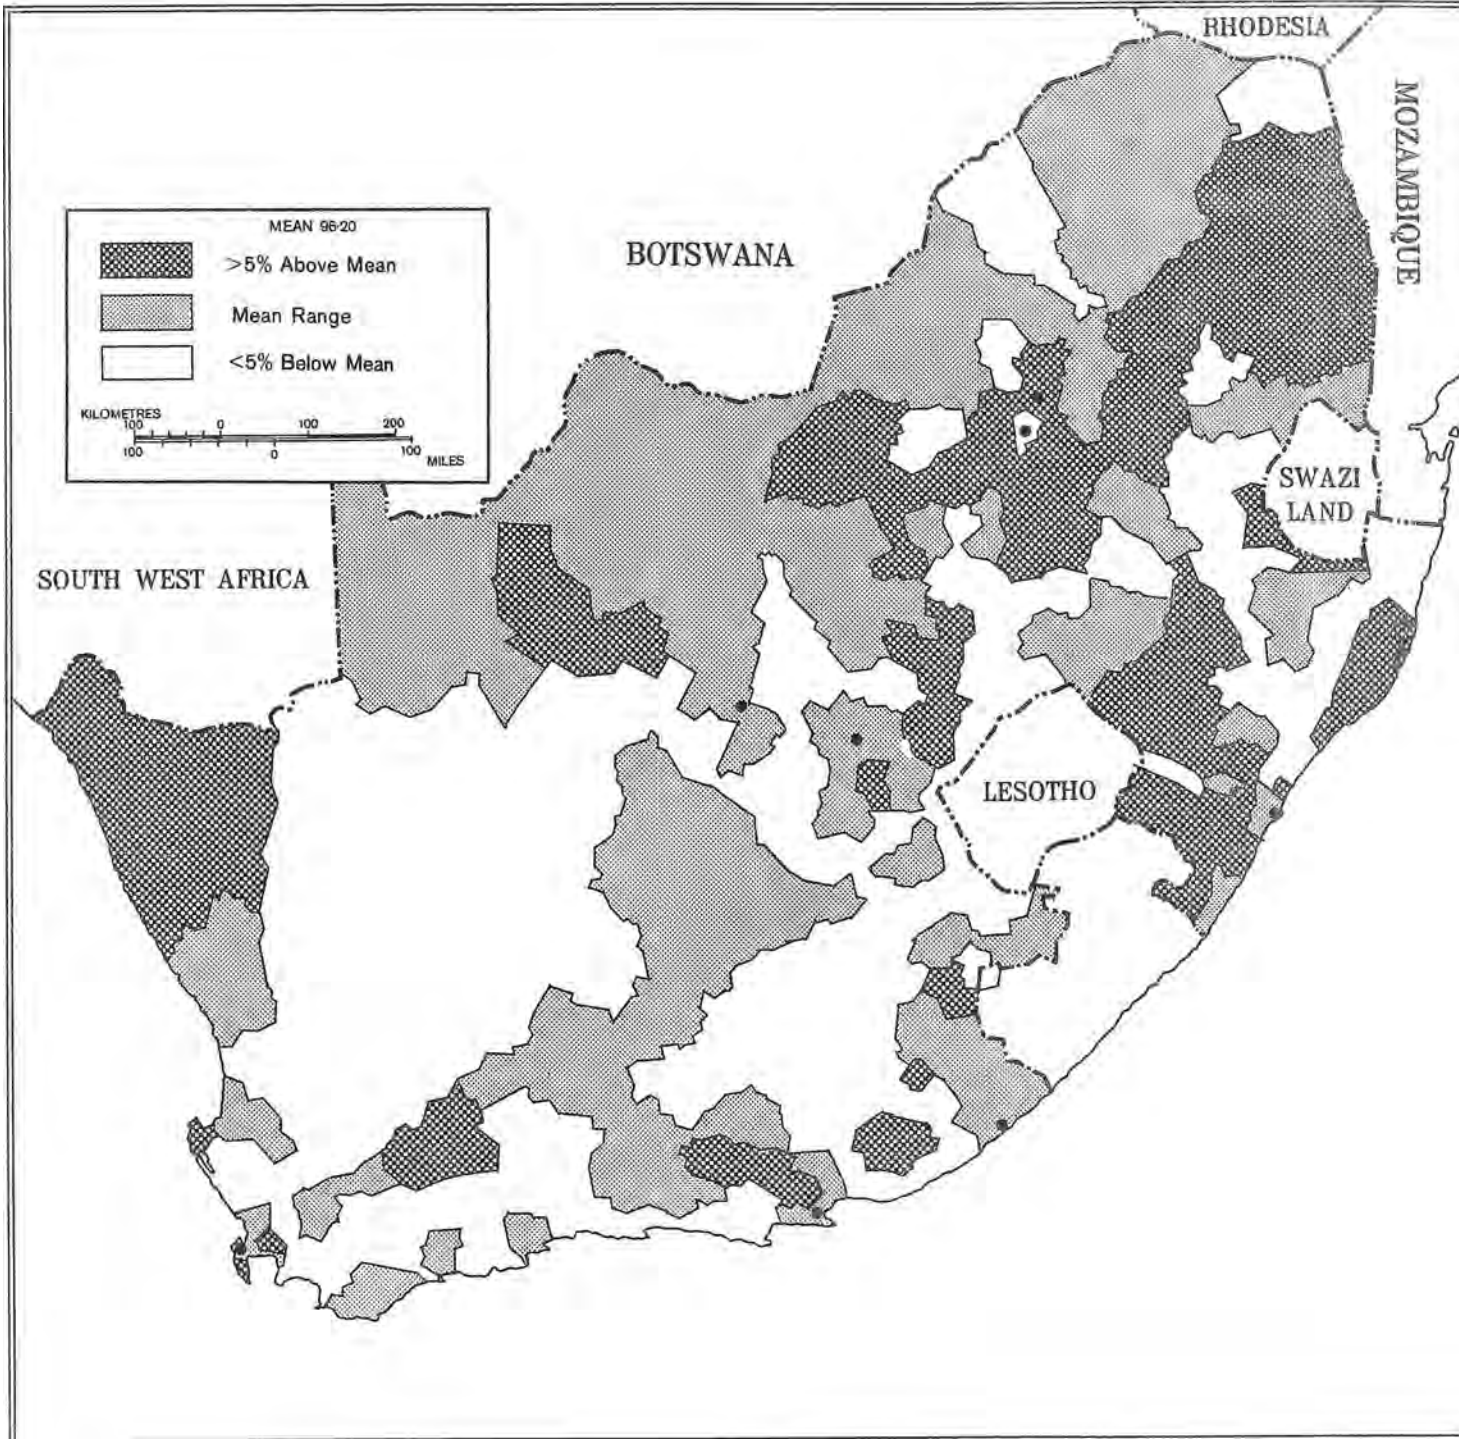 RHODESIA
MOZAMBIQUE
BOTSWANA
MEAN 96·20
>5% Above Mean
Mean Range
<5% Below Mean
KILOMETRES
100 0 100 200
100 0 100
MILES
SWAZI
LAND
SOUTH WEST AFRICA
LESOTHO